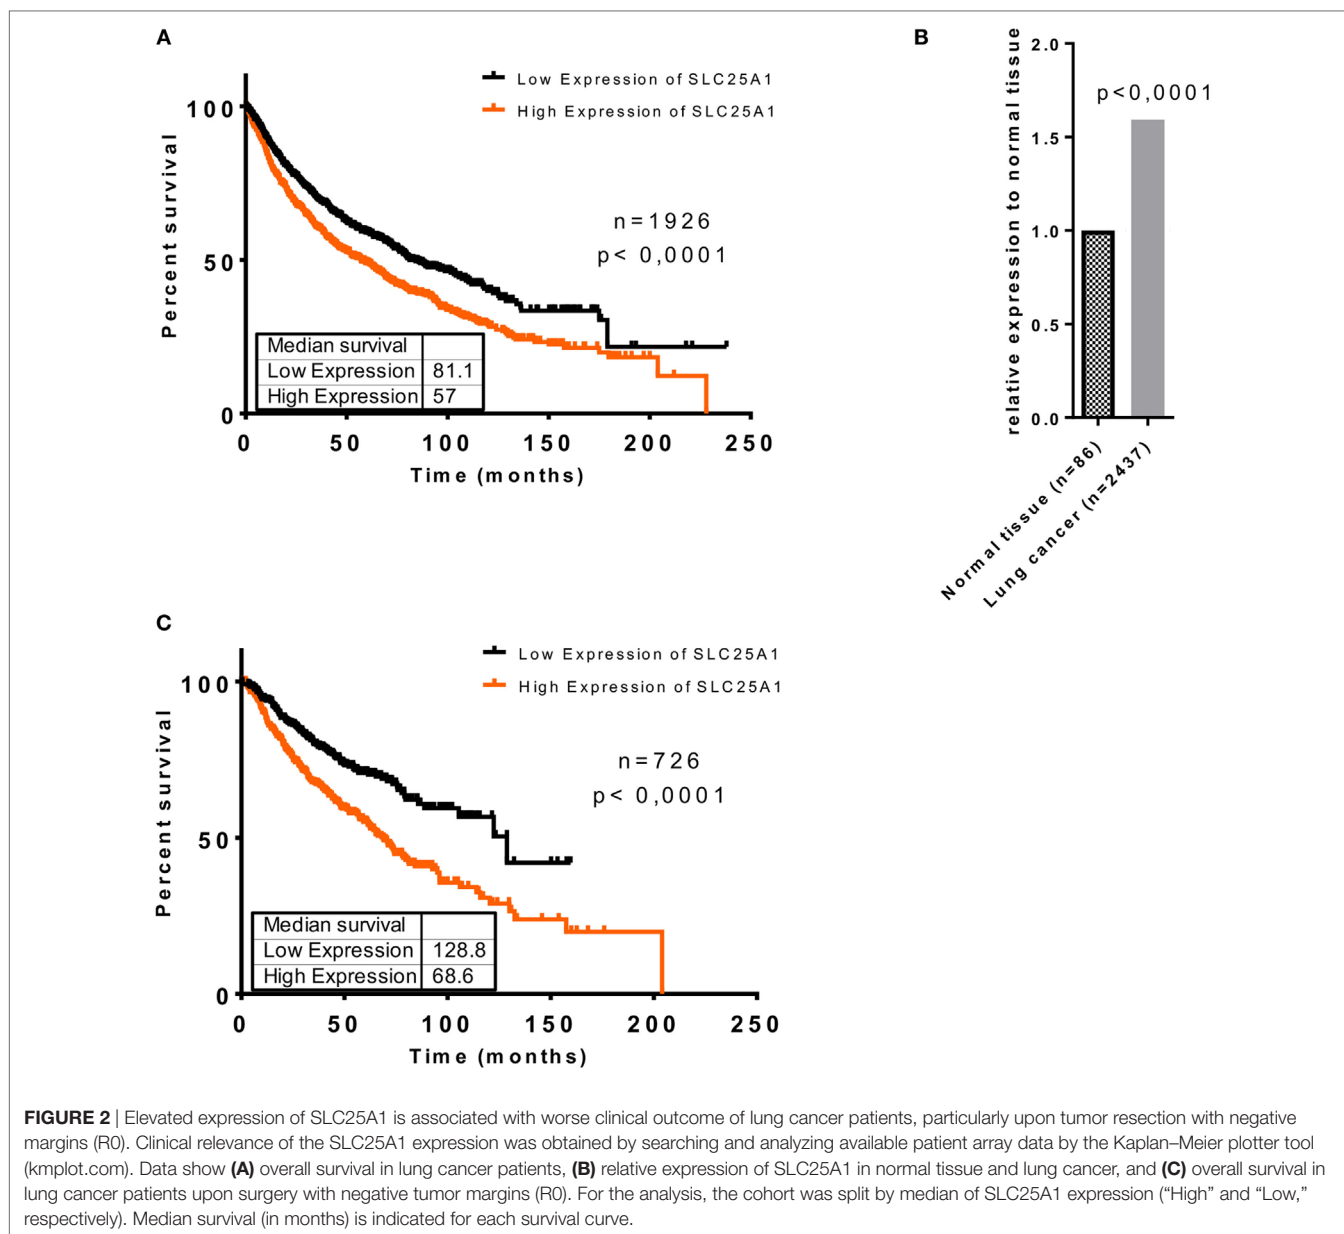 A
Low Expression of SLC25A1
High Expression of SLC25A1
n=1926
p< 0,0001
Percent survival
100
50
0
Median survival
Low Expression 81.1
High Expression 57
0 50 100 150 200 250
Time (months)
B
relative expression to normal tissue
2.0
1.5
1.0
0.5
0.0
p<0,0001
Normal tissue (n=86)
Lung cancer (n=2437)
C
Low Expression of SLC25A1
High Expression of SLC25A1
n=726
p< 0,0001
Percent survival
100
50
0
Median survival
Low Expression 128.8
High Expression 68.6
0 50 100 150 200 250
Time (months)
FIGURE 2 | Elevated expression of SLC25A1 is associated with worse clinical outcome of lung cancer patients, particularly upon tumor resection with negative
margins (R0). Clinical relevance of the SLC25A1 expression was obtained by searching and analyzing available patient array data by the Kaplan–Meier plotter tool
(kmplot.com). Data show (A) overall survival in lung cancer patients, (B) relative expression of SLC25A1 in normal tissue and lung cancer, and (C) overall survival in
lung cancer patients upon surgery with negative tumor margins (R0). For the analysis, the cohort was split by median of SLC25A1 expression (“High” and “Low,”
respectively). Median survival (in months) is indicated for each survival curve.